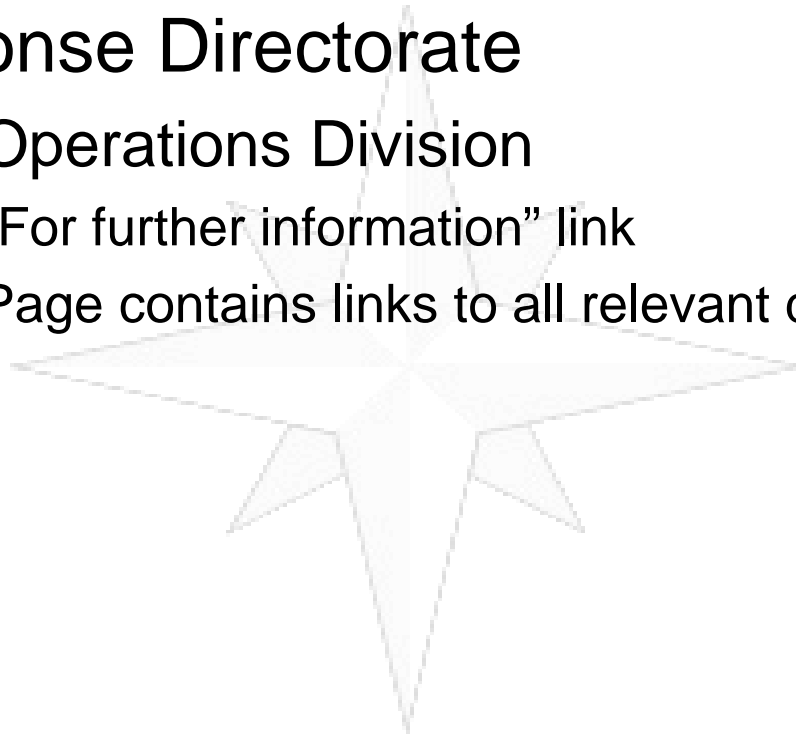 onse Directorate
Operations Division
For further information” link
Page contains links to all relevant